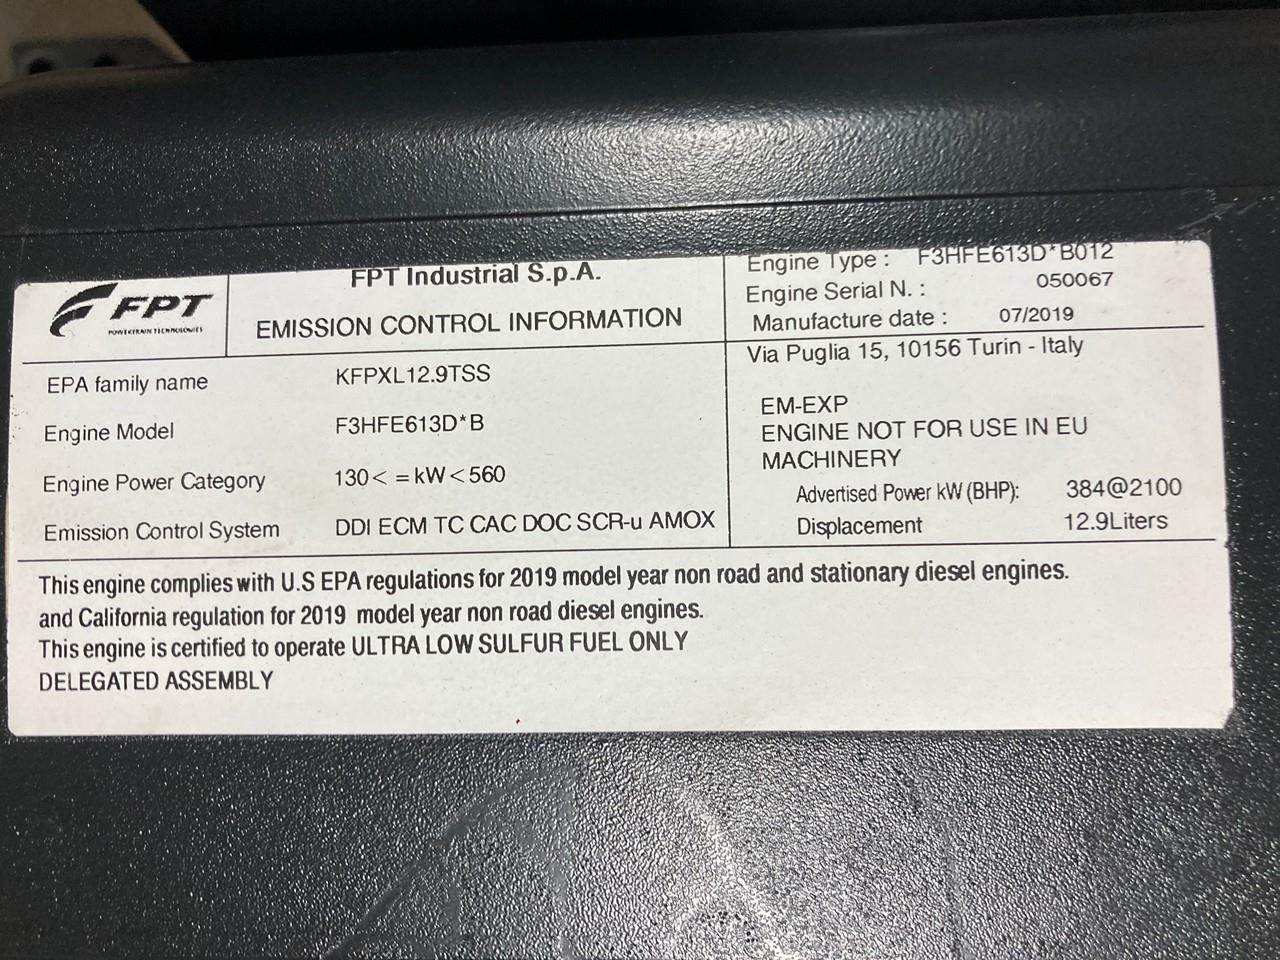 FPT
POWERTRAIN TECHNOLOGIES
FPT Industrial S.p.A.
EMISSION CONTROL INFORMATION
Engine Type : F3HFE613D*B012
Engine Serial N. : 050067
Manufacture date : 07/2019
Via Puglia 15, 10156 Turin - Italy
EPA family name KFPXL12.9TSS
Engine Model F3HFE613D*B
Engine Power Category 130< =kW<560
Emission Control System DDI ECM TC CAC DOC SCR-u AMOX
EM-EXP
ENGINE NOT FOR USE IN EU
MACHINERY
Advertised Power kW (BHP): 384@2100
Displacement 12.9Liters
This engine complies with U.S EPA regulations for 2019 model year non road and stationary diesel engines.
and California regulation for 2019 model year non road diesel engines.
This engine is certified to operate ULTRA LOW SULFUR FUEL ONLY
DELEGATED ASSEMBLY